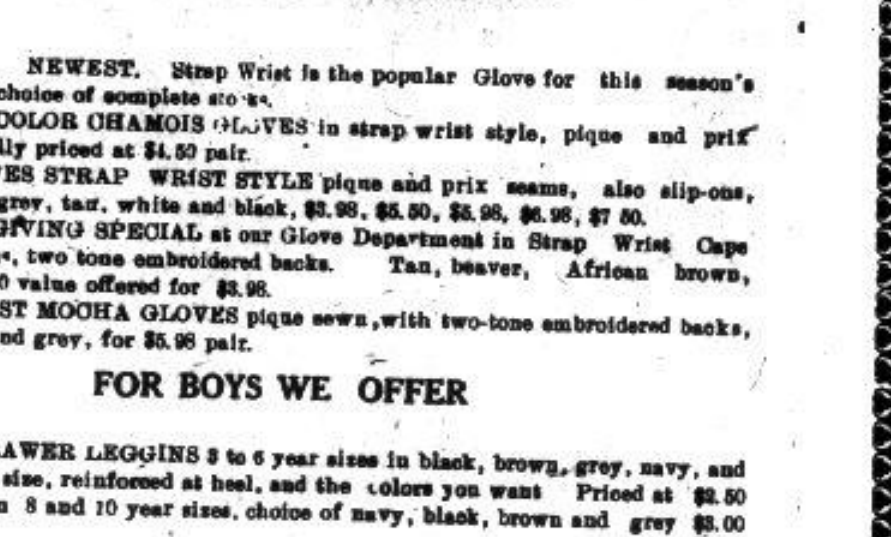 NEWEST. Strap Wrist is the popular Glove for this season's
choice of complete
COLOR CHAMOIS GLOVES in strap wrist style, pique and prix
lly priced at $4.50 pair.
ES STRAP WRIST STYLE pique and prix seams, also slip-ons,
grey, tan, white and black, $3.98, $5.50, $5.98, $6.98, $7 50.
GIVING SPECIAL at our Glove Department in Strap Wrist Cape
two tone embroidered backs. Tan, beaver, African brown,
0 value offered for $3.98.
ST MOCHA GLOVES pique sewn, with two-tone embroidered backs,
nd grey, for $5.98 pair.
FOR BOYS WE OFFER
AWER LEGGINS 3 to 6 year sizes in black, brown, grey, navy, and
size, reinforced at heel, and the colors you want Priced at $2.50
n 8 and 10 year sizes, choice of navy, black, brown and grey $3.00